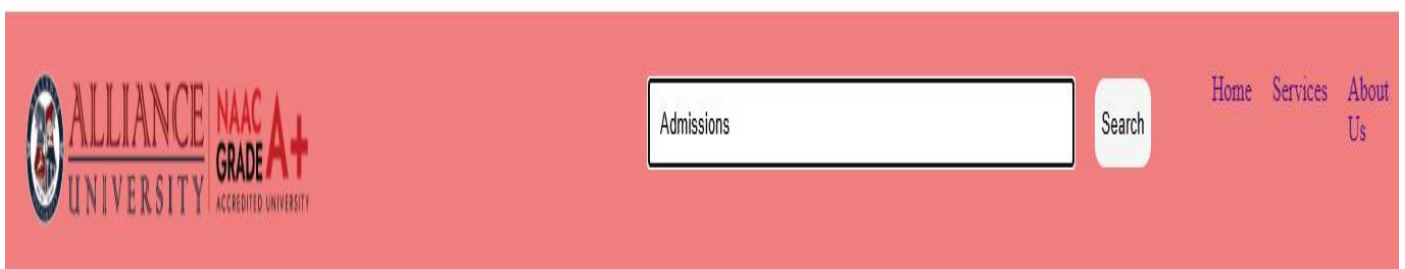 ALLIANCE
UNIVERSITY
NAAC
GRADE A+
ACCREDITED UNIVERSITY
Admissions
Search
Home Services About
Us